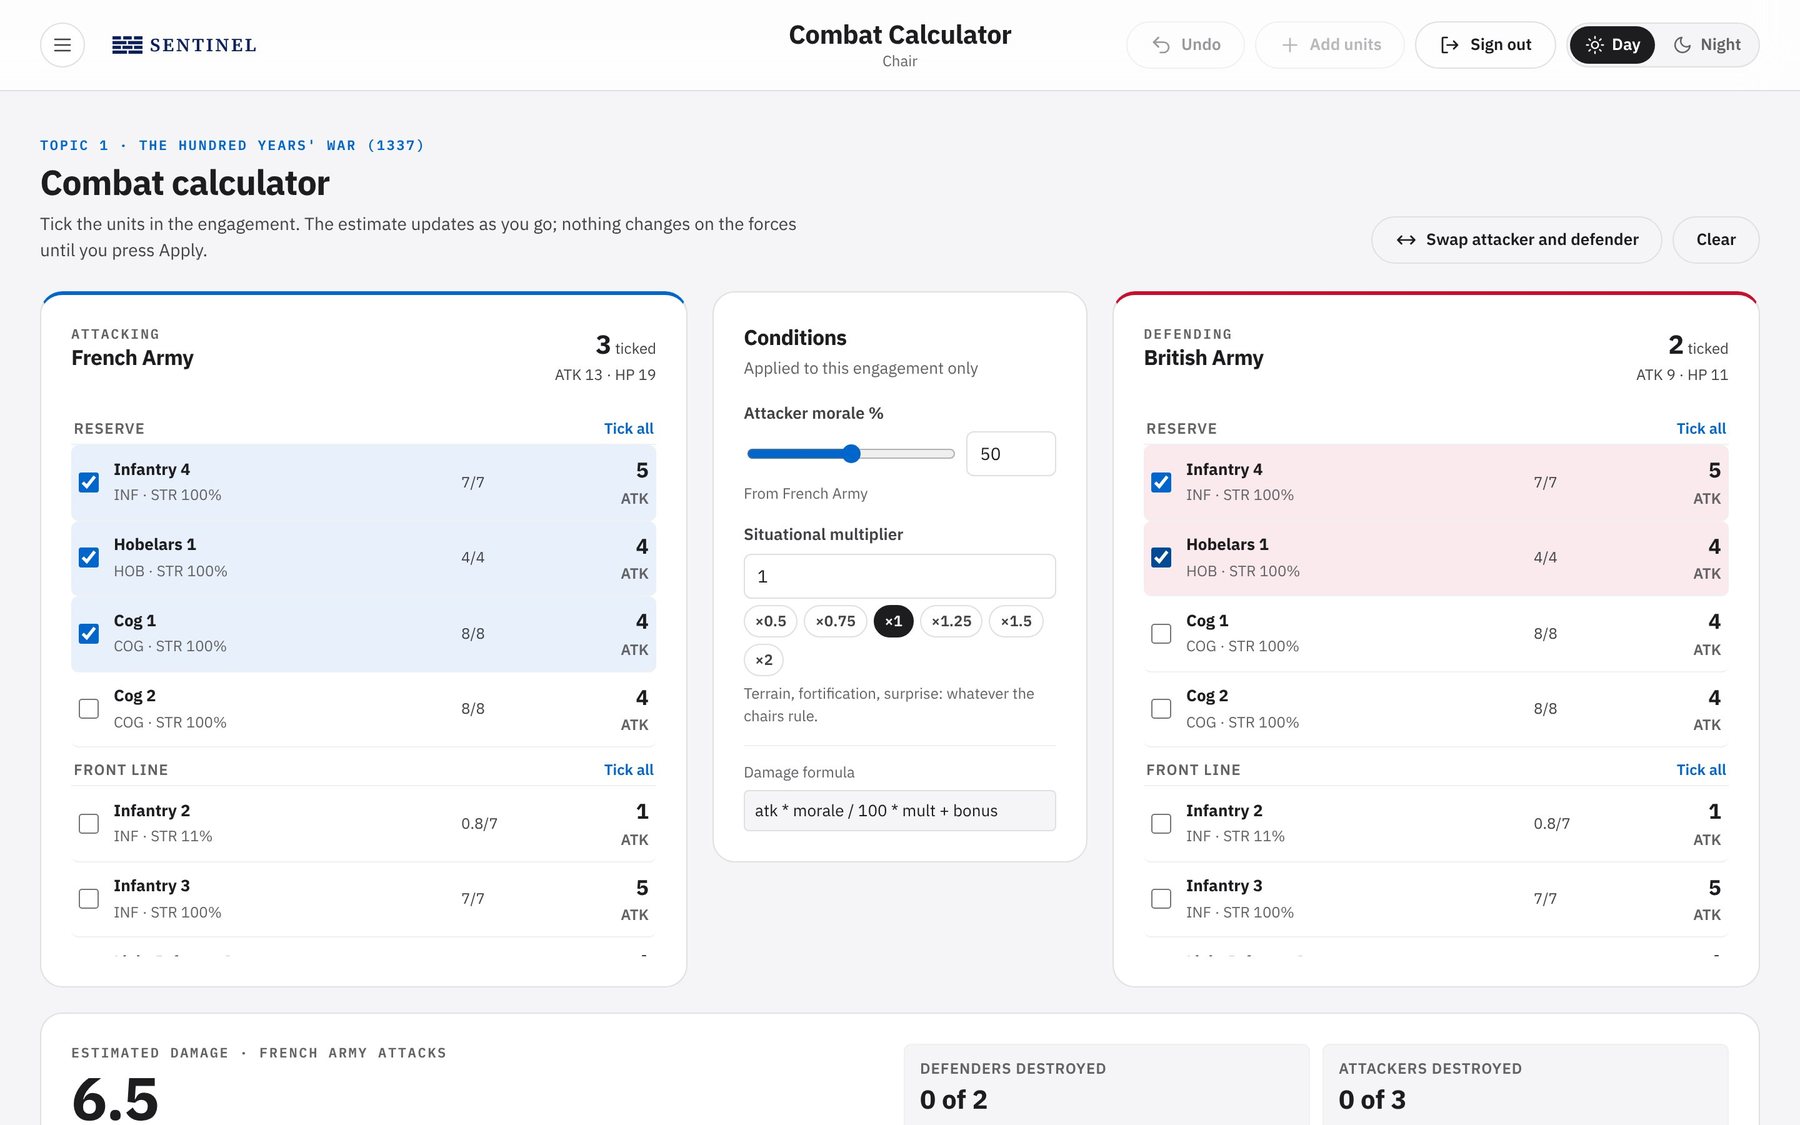 SENTINEL
Combat Calculator
Chair
Undo
Add units
Sign out
Day
Night
TOPIC 1 · THE HUNDRED YEARS' WAR (1337)
Combat calculator
Tick the units in the engagement. The estimate updates as you go; nothing changes on the forces
until you press Apply.
Swap attacker and defender
Clear
ATTACKING
French Army
3 ticked
ATK 13 · HP 19
RESERVE
Tick all
Infantry 4
INF · STR 100%
7/7
5
ATK
Hobelars 1
HOB · STR 100%
4/4
4
ATK
Cog 1
COG · STR 100%
8/8
4
ATK
Cog 2
COG · STR 100%
8/8
4
ATK
FRONT LINE
Tick all
Infantry 2
INF · STR 11%
0.8/7
1
ATK
Infantry 3
INF · STR 100%
7/7
5
ATK
Conditions
Applied to this engagement only
Attacker morale %
50
From French Army
Situational multiplier
1
×0.5
×0.75
×1
×1.25
×1.5
×2
Terrain, fortification, surprise: whatever the
chairs rule.
Damage formula
atk * morale / 100 * mult + bonus
DEFENDING
British Army
2 ticked
ATK 9 · HP 11
RESERVE
Tick all
Infantry 4
INF · STR 100%
7/7
5
ATK
Hobelars 1
HOB · STR 100%
4/4
4
ATK
Cog 1
COG · STR 100%
8/8
4
ATK
Cog 2
COG · STR 100%
8/8
4
ATK
FRONT LINE
Tick all
Infantry 2
INF · STR 11%
0.8/7
1
ATK
Infantry 3
INF · STR 100%
7/7
5
ATK
ESTIMATED DAMAGE · FRENCH ARMY ATTACKS
6.5
DEFENDERS DESTROYED
0 of 2
ATTACKERS DESTROYED
0 of 3